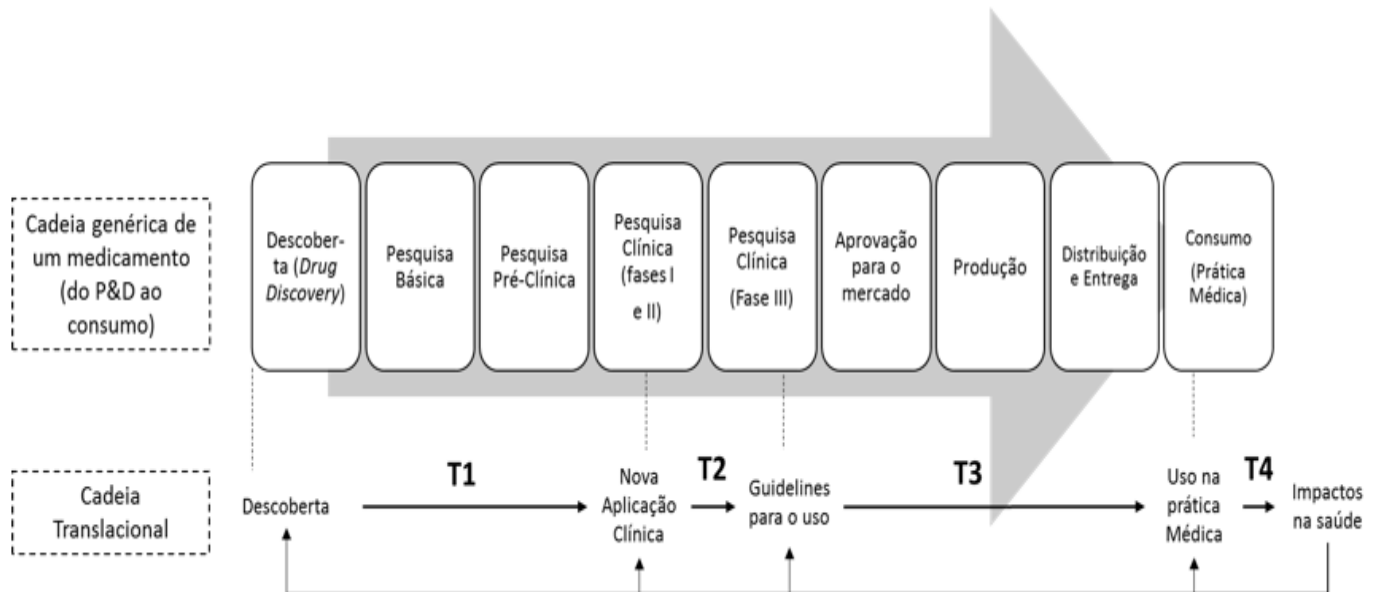 Cadeia genérica de
um medicamento
(do P&D ao
consumo)
Descober-
ta (Drug
Discovery)
Pesquisa
Básica
Pesquisa
Pré-Clínica
Pesquisa
Clínica
(fases I
e II)
Pesquisa
Clínica
(Fase III)
Aprovação
para o
mercado
Produção
Distribuição
e Entrega
Consumo
(Prática
Médica)
Cadeia
Translacional
Descoberta
T1
Nova
Aplicação
Clínica
T2
Guidelines
para o uso
T3
Uso na
prática
Médica
T4
Impactos
na saúde